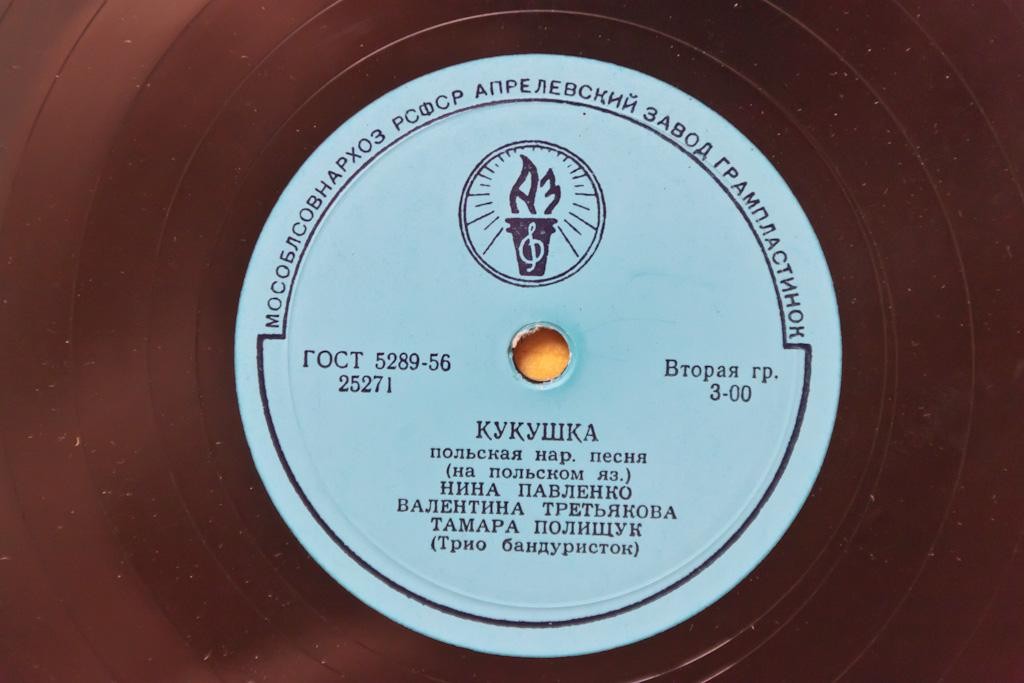 МОСОБЛСОВНАРХОЗ РСФСР АПРЕЛЕВСКИЙ ЗАВОД ГРАМПЛАСТИНОК
АЗ
ГОСТ 5289-56
25271
Вторая гр.
3-00
КУКУШКА
польская нар. песня
(на польском яз.)
НИНА ПАВЛЕНКО
ВАЛЕНТИНА ТРЕТЬЯКОВА
ТАМАРА ПОЛИЩУК
(Трио бандуристок)